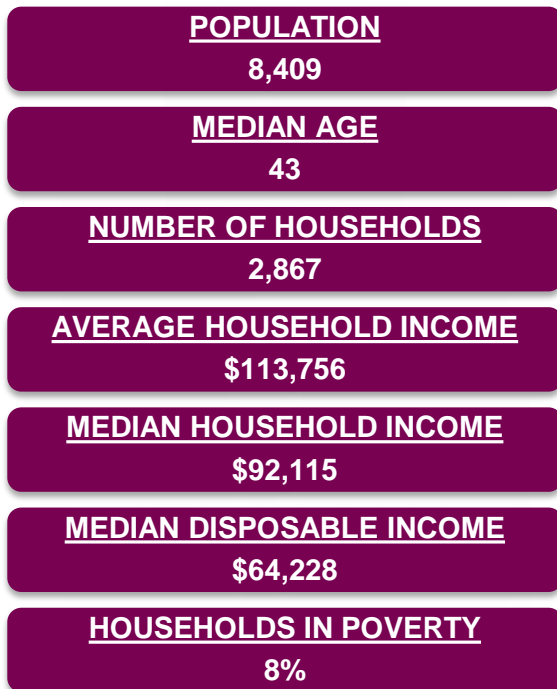 POPULATION
8,409
MEDIAN AGE
43
NUMBER OF HOUSEHOLDS
2,867
AVERAGE HOUSEHOLD INCOME
$113,756
MEDIAN HOUSEHOLD INCOME
$92,115
MEDIAN DISPOSABLE INCOME
$64,228
HOUSEHOLDS IN POVERTY
8%